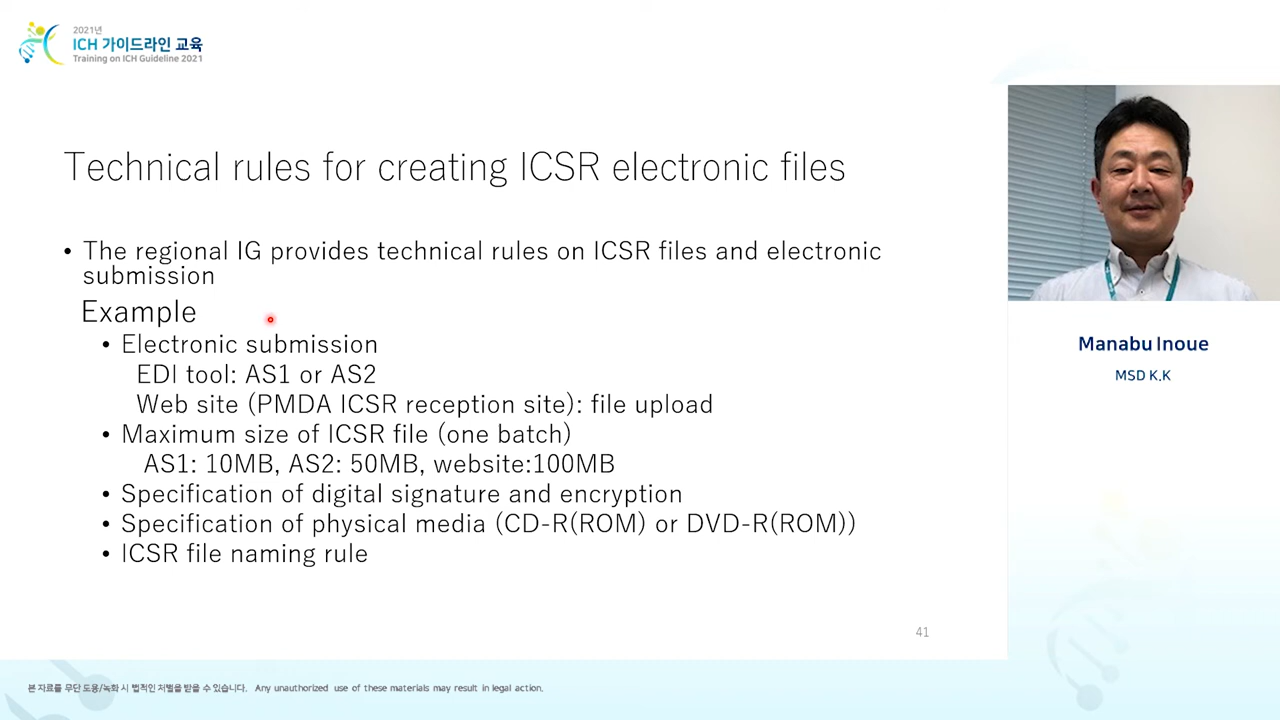 2021년
ICH 가이드라인 교육
Training on ICH Guideline 2021
Technical rules for creating ICSR electronic files
• The regional IG provides technical rules on ICSR files and electronic
submission
Example
• Electronic submission
EDI tool: AS1 or AS2
Web site (PMDA ICSR reception site): file upload
• Maximum size of ICSR file (one batch)
AS1: 10MB, AS2: 50MB, website:100MB
• Specification of digital signature and encryption
• Specification of physical media (CD-R(ROM) or DVD-R(ROM))
• ICSR file naming rule
41
Manabu Inoue
MSD K.K
본 자료를 무단 도용/녹화 시 법적인 처벌을 받을 수 있습니다. Any unauthorized use of these materials may result in legal action.